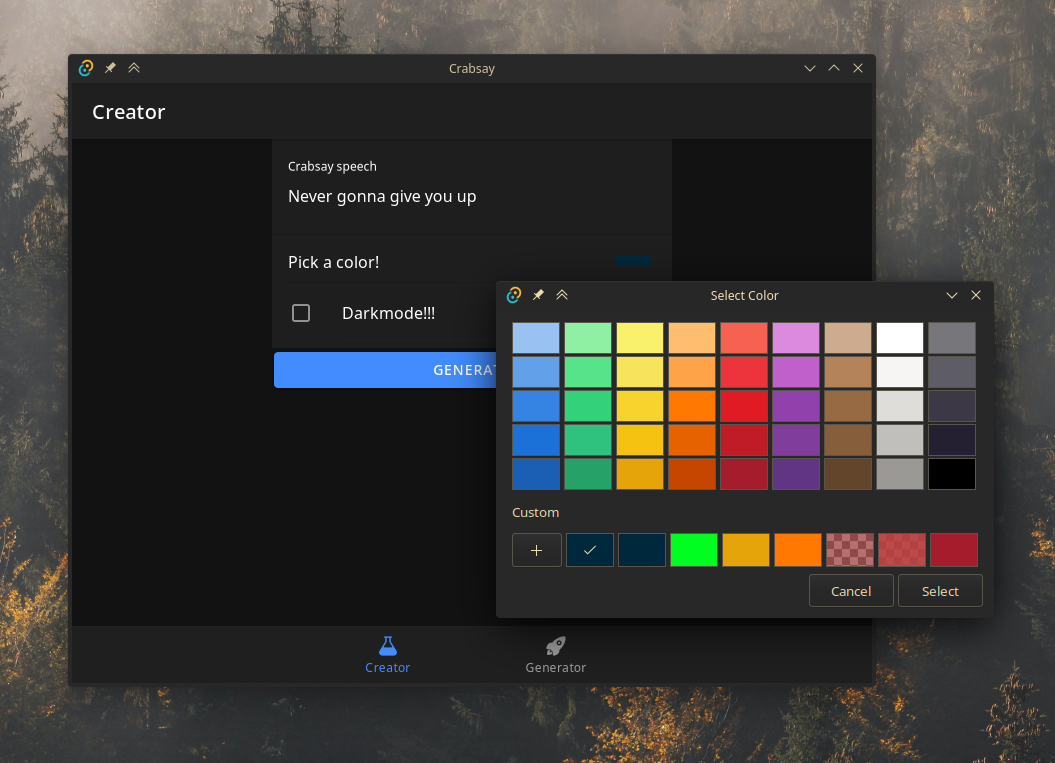 Crabsay
Creator
Crabsay speech
Never gonna give you up
Pick a color!
Darkmode!!!
GENERAT
Select Color
Custom
Cancel
Select
Creator
Generator